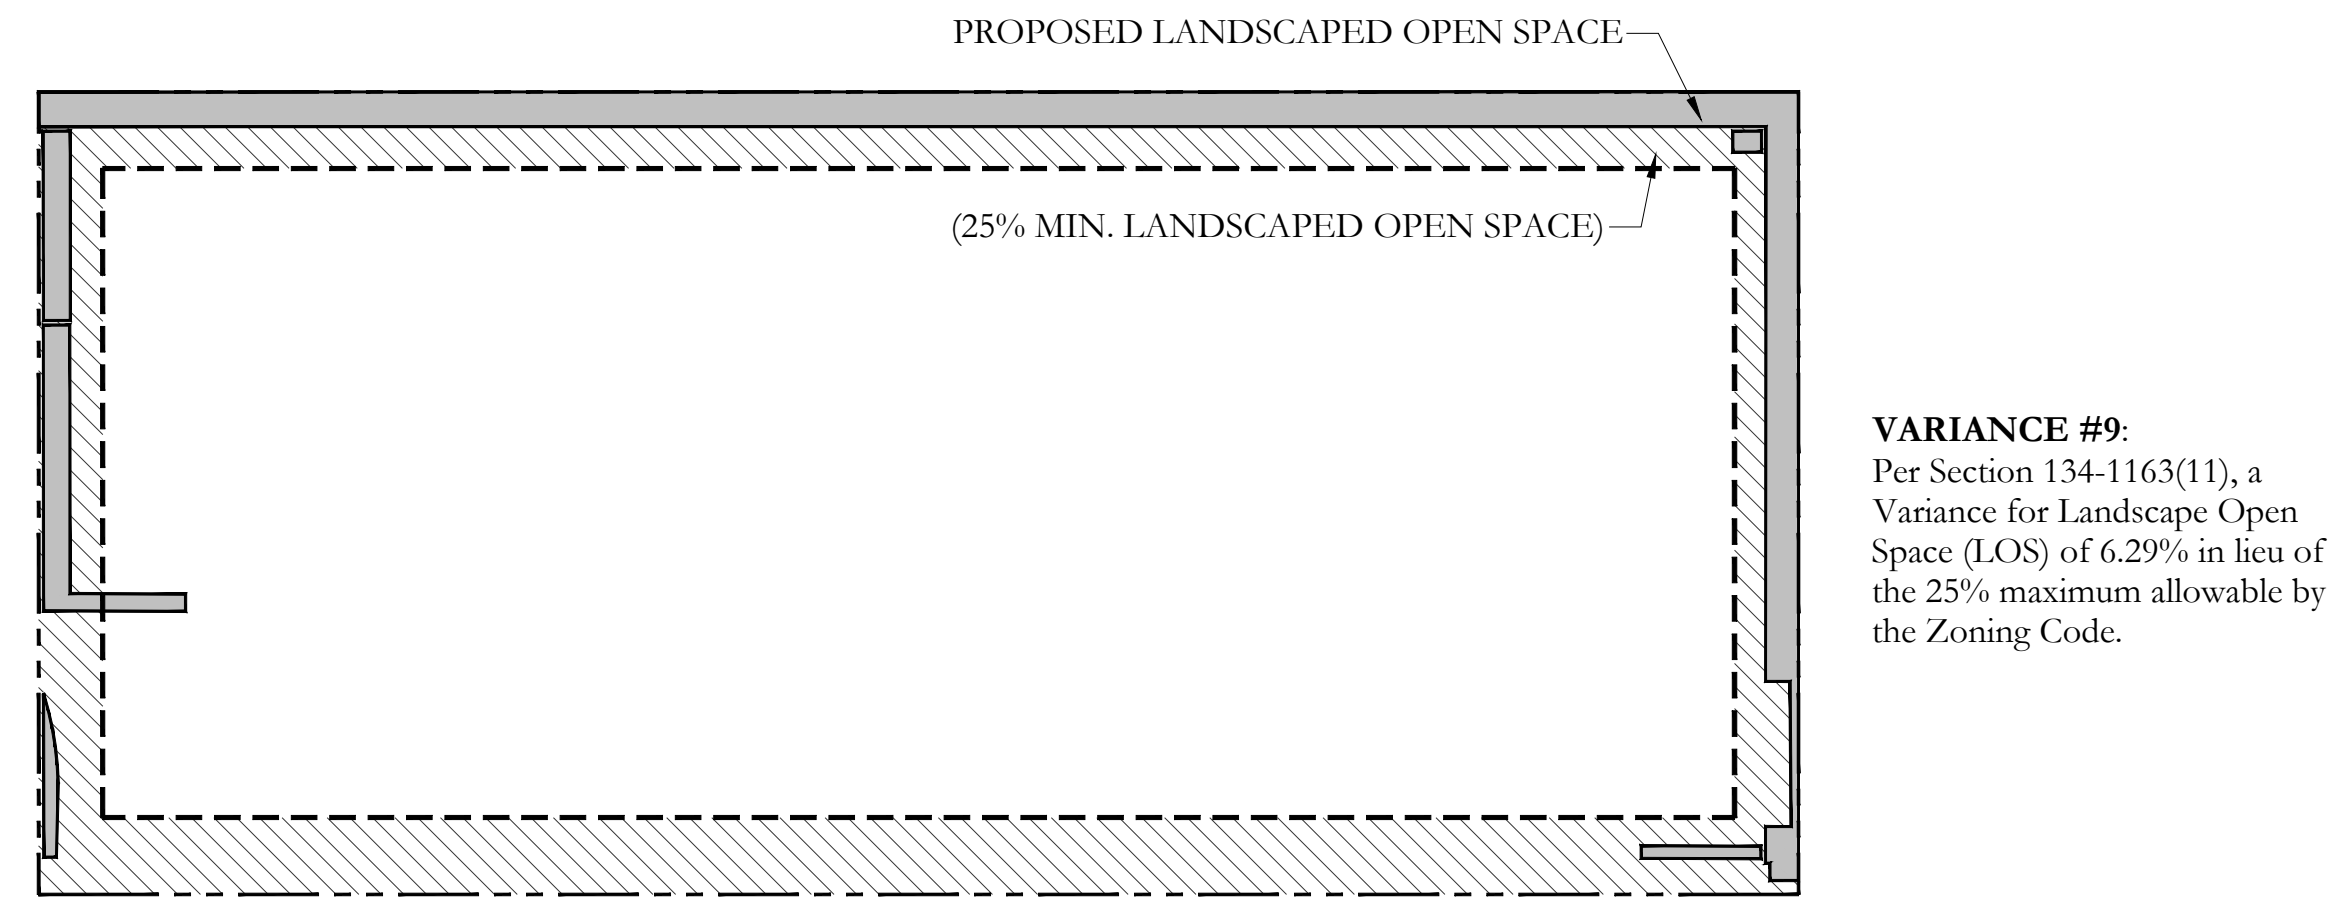 PROPOSED LANDSCAPED OPEN SPACE
(25% MIN. LANDSCAPED OPEN SPACE)
VARIANCE #9:
Per Section 134-1163(11), a
Variance for Landscape Open
Space (LOS) of 6.29% in lieu of
the 25% maximum allowable by
the Zoning Code.